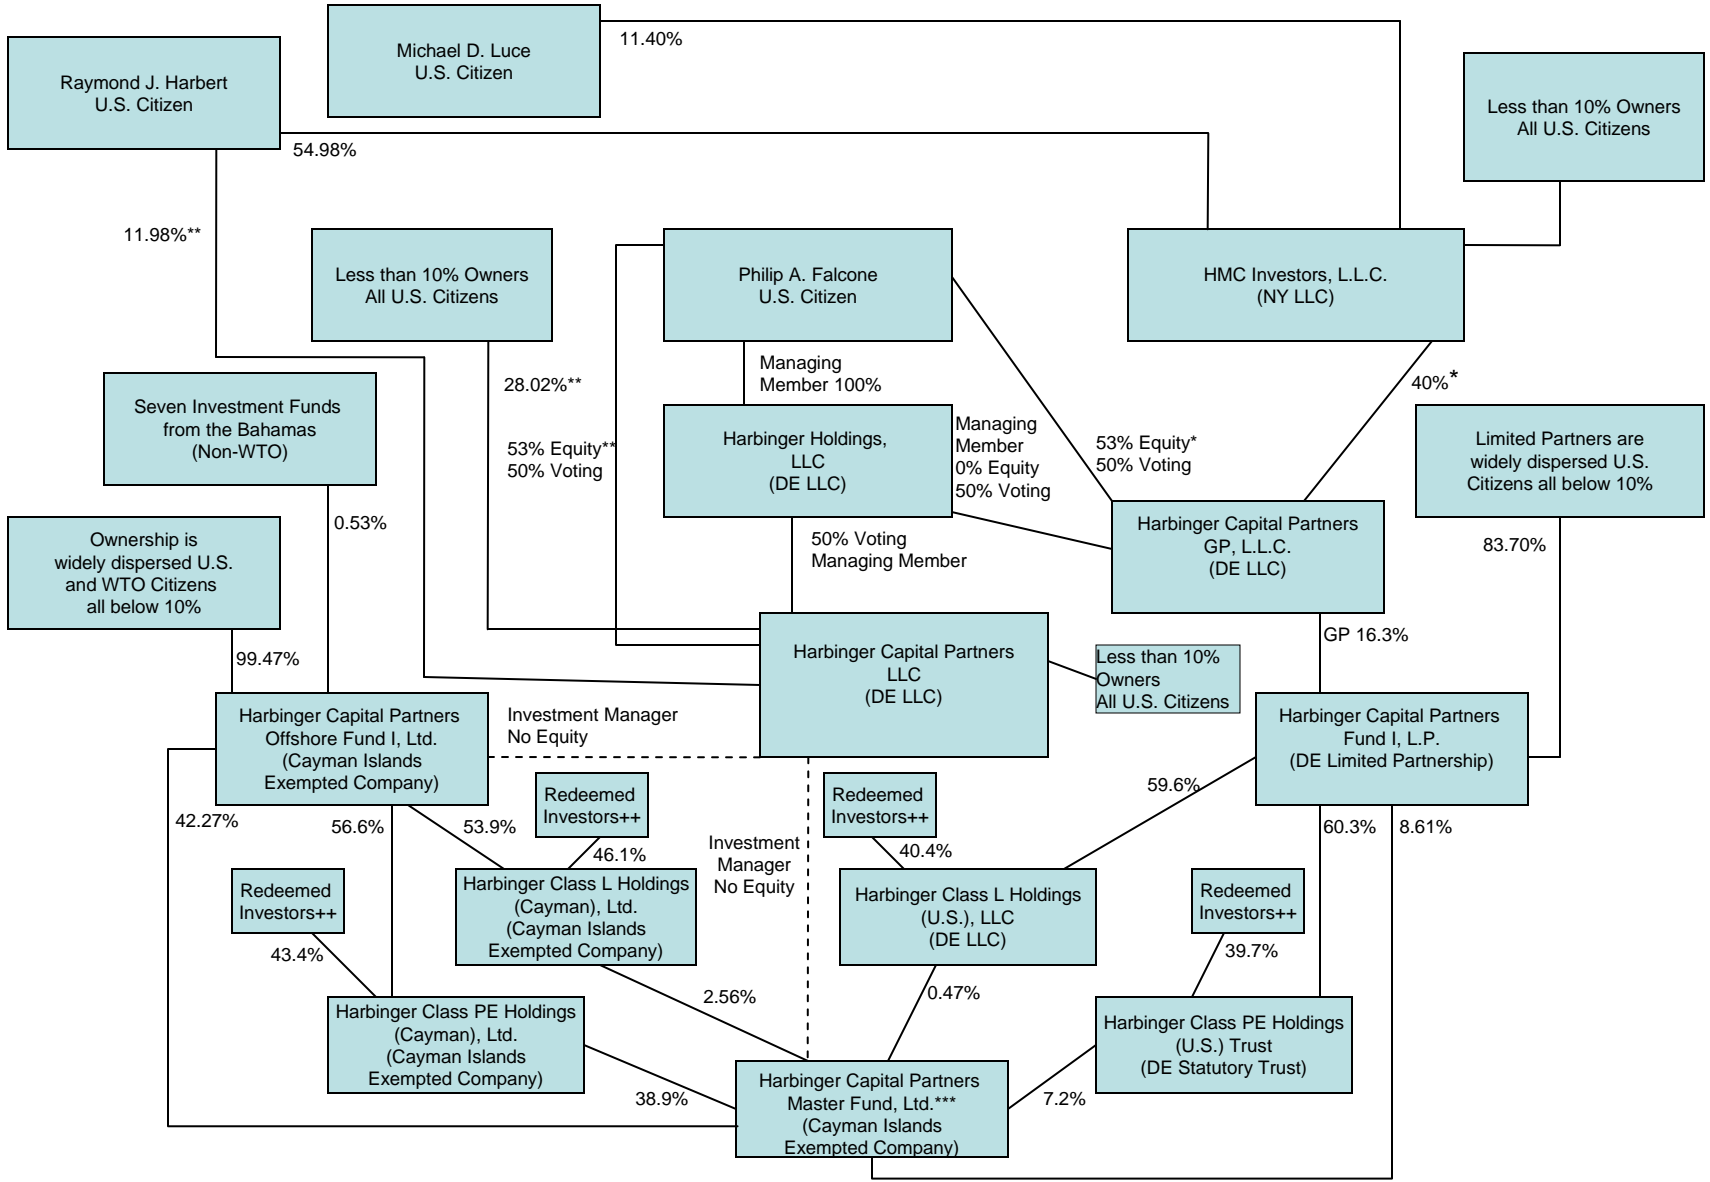 Michael D. Luce
U.S. Citizen
11.40%
Raymond J. Harbert
U.S. Citizen
54.98%
Less than 10% Owners
All U.S. Citizens
11.98%**
Less than 10% Owners
All U.S. Citizens
Philip A. Falcone
U.S. Citizen
HMC Investors, L.L.C.
(NY LLC)
28.02%**
Managing
Member 100%
40%*
Seven Investment Funds
from the Bahamas
(Non-WTO)
53% Equity**
50% Voting
Harbinger Holdings,
LLC
(DE LLC)
Managing
Member
0% Equity
50% Voting
53% Equity*
50% Voting
Limited Partners are
widely dispersed U.S.
Citizens all below 10%
0.53%
Ownership is
widely dispersed U.S.
and WTO Citizens
all below 10%
50% Voting
Managing Member
Harbinger Capital Partners
GP, L.L.C.
(DE LLC)
83.70%
99.47%
Harbinger Capital Partners
LLC
(DE LLC)
Less than 10%
Owners
All U.S. Citizens
GP 16.3%
Harbinger Capital Partners
Offshore Fund I, Ltd.
(Cayman Islands
Exempted Company)
Investment Manager
No Equity
Harbinger Capital Partners
Fund I, L.P.
(DE Limited Partnership)
42.27%
56.6%
53.9%
Redeemed
Investors++
46.1%
Investment
Manager
No Equity
Redeemed
Investors++
40.4%
59.6%
60.3%
8.61%
Redeemed
Investors++
43.4%
Harbinger Class L Holdings
(Cayman), Ltd.
(Cayman Islands
Exempted Company)
Harbinger Class L Holdings
(U.S.), LLC
(DE LLC)
Redeemed
Investors++
39.7%
2.56%
0.47%
Harbinger Class PE Holdings
(Cayman), Ltd.
(Cayman Islands
Exempted Company)
Harbinger Class PE Holdings
(U.S.) Trust
(DE Statutory Trust)
38.9%
Harbinger Capital Partners
Master Fund, Ltd.***
(Cayman Islands
Exempted Company)
7.2%